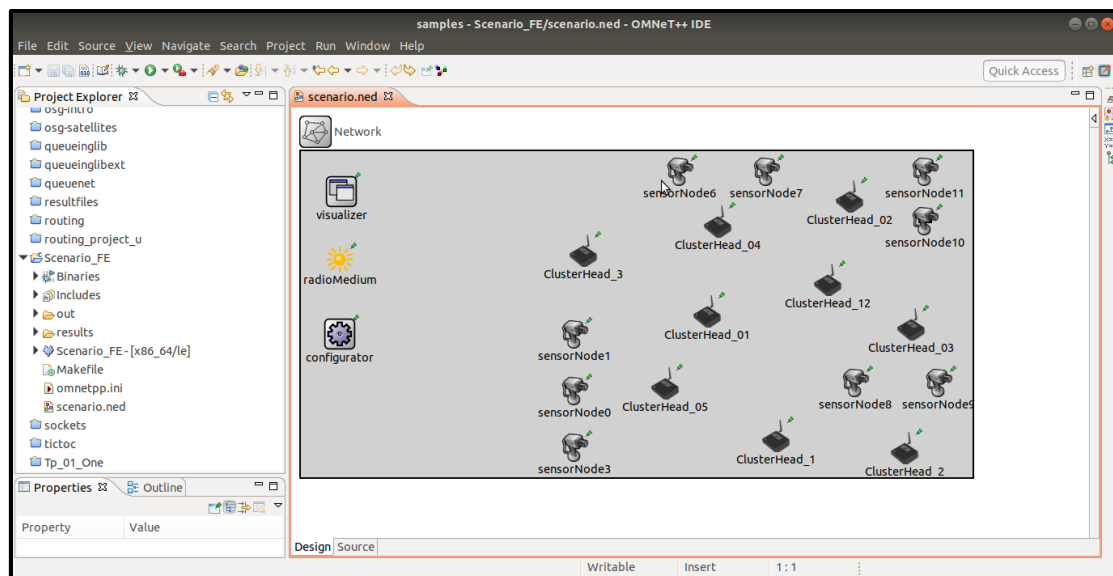 samples - Scenario_FE/scenario.ned - OMNeT++ IDE
File Edit Source View Navigate Search Project Run Window Help
Quick Access
Project Explorer
osg-intro
osg-satellites
queueinglib
queueinglibext
queuenet
resultfiles
routing
routing_project_u
Scenario_FE
Binaries
Includes
out
results
Scenario_FE - [x86_64/le]
Makefile
omnetpp.ini
scenario.ned
sockets
tictoc
Tp_01_One
Properties Outline
Property Value
scenario.ned
Network
visualizer
radioMedium
configurator
sensorNode6 sensorNode7 sensorNode11
ClusterHead_02
ClusterHead_04 sensorNode10
ClusterHead_3
ClusterHead_12
ClusterHead_01
ClusterHead_03
sensorNode1
sensorNode0 ClusterHead_05 sensorNode8 sensorNode9
ClusterHead_1
sensorNode3 ClusterHead_2
Design Source
Writable Insert 1 : 1